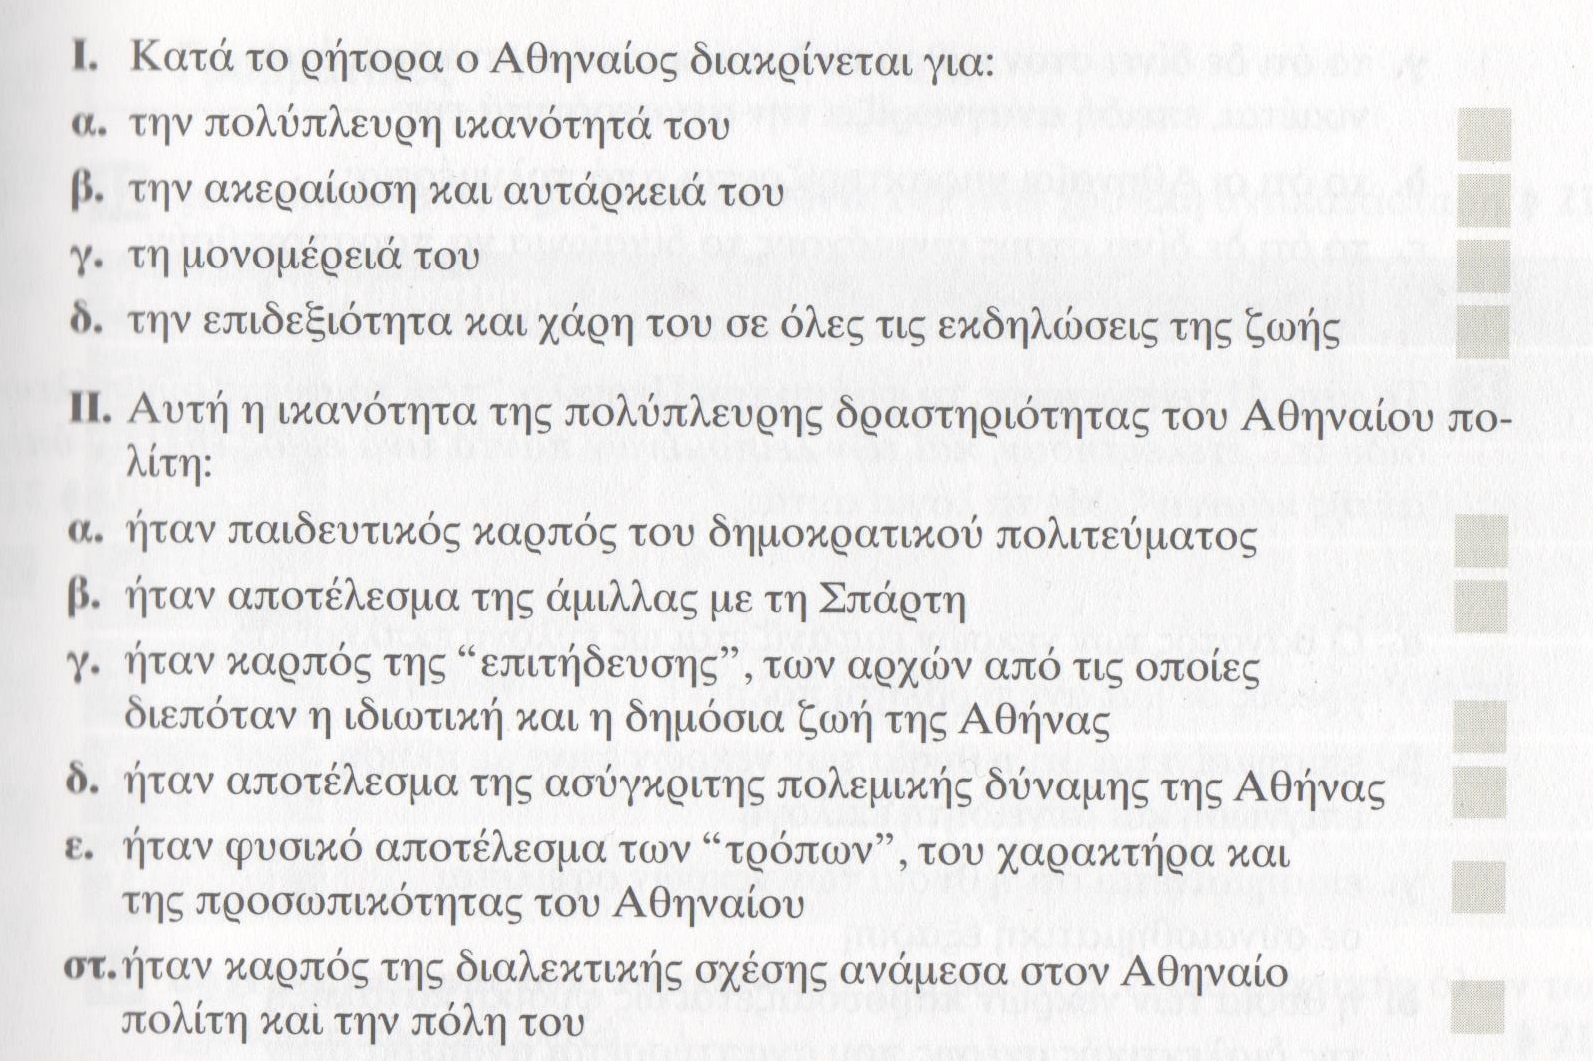 I. Κατά το ρήτορα ο Αθηναίος διακρίνεται για:
α. την πολύπλευρη ικανότητά του
β. την ακεραίωση και αυτάρκειά του
γ. τη μονομέρειά του
δ. την επιδεξιότητα και χάρη του σε όλες τις εκδηλώσεις της ζωής
II. Αυτή η ικανότητα της πολύπλευρης δραστηριότητας του Αθηναίου πο-
λίτη:
α. ήταν παιδευτικός καρπός του δημοκρατικού πολιτεύματος
β. ήταν αποτέλεσμα της άμιλλας με τη Σπάρτη
γ. ήταν καρπός της “επιτήδευσης”, των αρχών από τις οποίες
διεπόταν η ιδιωτική και η δημόσια ζωή της Αθήνας
δ. ήταν αποτέλεσμα της ασύγκριτης πολεμικής δύναμης της Αθήνας
ε. ήταν φυσικό αποτέλεσμα των “τρόπων”, του χαρακτήρα και
της προσωπικότητας του Αθηναίου
στ. ήταν καρπός της διαλεκτικής σχέσης ανάμεσα στον Αθηναίο
πολίτη και την πόλη του